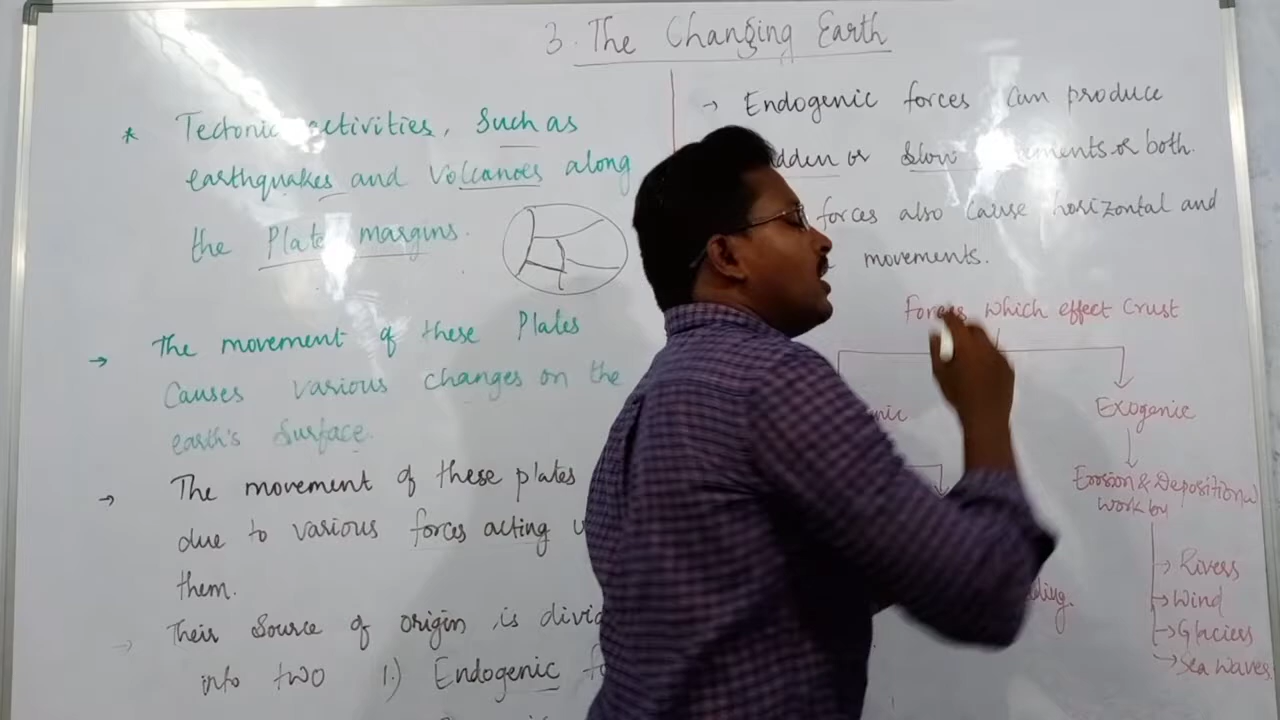 3. The Changing Earth
* Tectonic activities, Such as
earthquakes and Volcanoes along
the Plate margins.
→ The movement of these Plates
Causes various changes on the
earth's Surface.
→ The movement of these plates
due to various forces acting
them.
→ Their Source of origin is
into two 1.) Endogenic
→ Endogenic forces can produce
or Slow or both.
forces also cause horizontal and
movements.
Forces which effect Crust
Exogenic
Erosion & Depositional
work by
→ Rivers
→ Wind
→ Glaciers
→ Sea waves